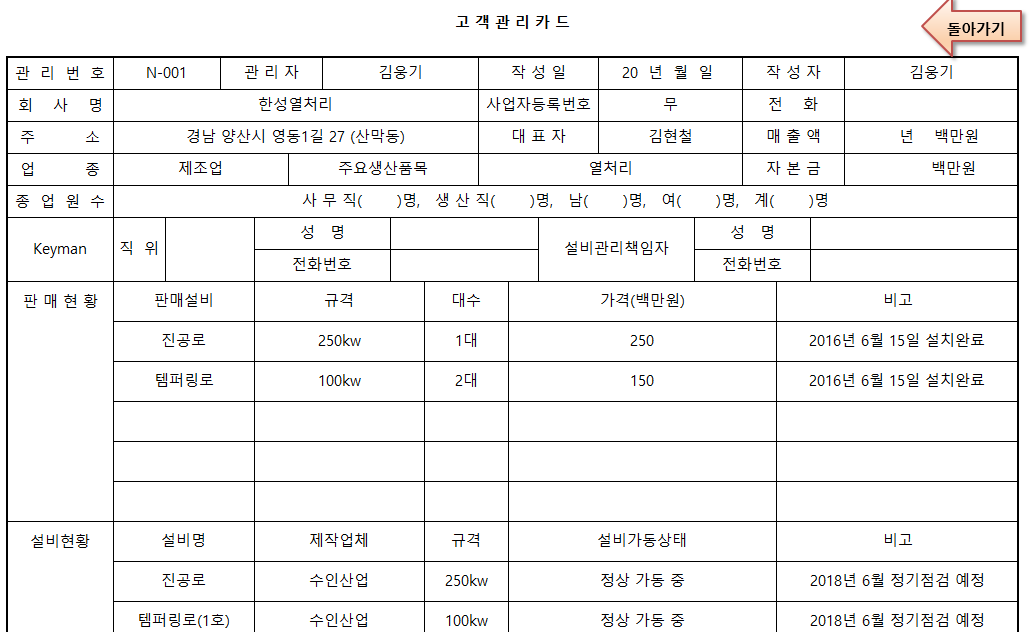 고 객 관 리 카 드
돌아가기
관 리 번 호 N-001 관 리 자 김웅기 작 성 일 20 년 월 일 작 성 자 김웅기
회 사 명 한성열처리 사업자등록번호 무 전 화
주 소 경남 양산시 영동1길 27 (산막동) 대 표 자 김현철 매 출 액 년 백만원
업 종 제조업 주요생산품목 열처리 자 본 금 백만원
종 업 원 수 사 무 직( )명, 생 산 직( )명, 남( )명, 여( )명, 계( )명
Keyman 직 위 성 명 설비관리책임자 성 명
전화번호 전화번호
판 매 현 황 판매설비 규격 대수 가격(백만원) 비고
진공로 250kw 1대 250 2016년 6월 15일 설치완료
템퍼링로 100kw 2대 150 2016년 6월 15일 설치완료
설비현황 설비명 제작업체 규격 설비가동상태 비고
진공로 수인산업 250kw 정상 가동 중 2018년 6월 정기점검 예정
템퍼링로(1호) 수인산업 100kw 정상 가동 중 2018년 6월 정기점검 예정